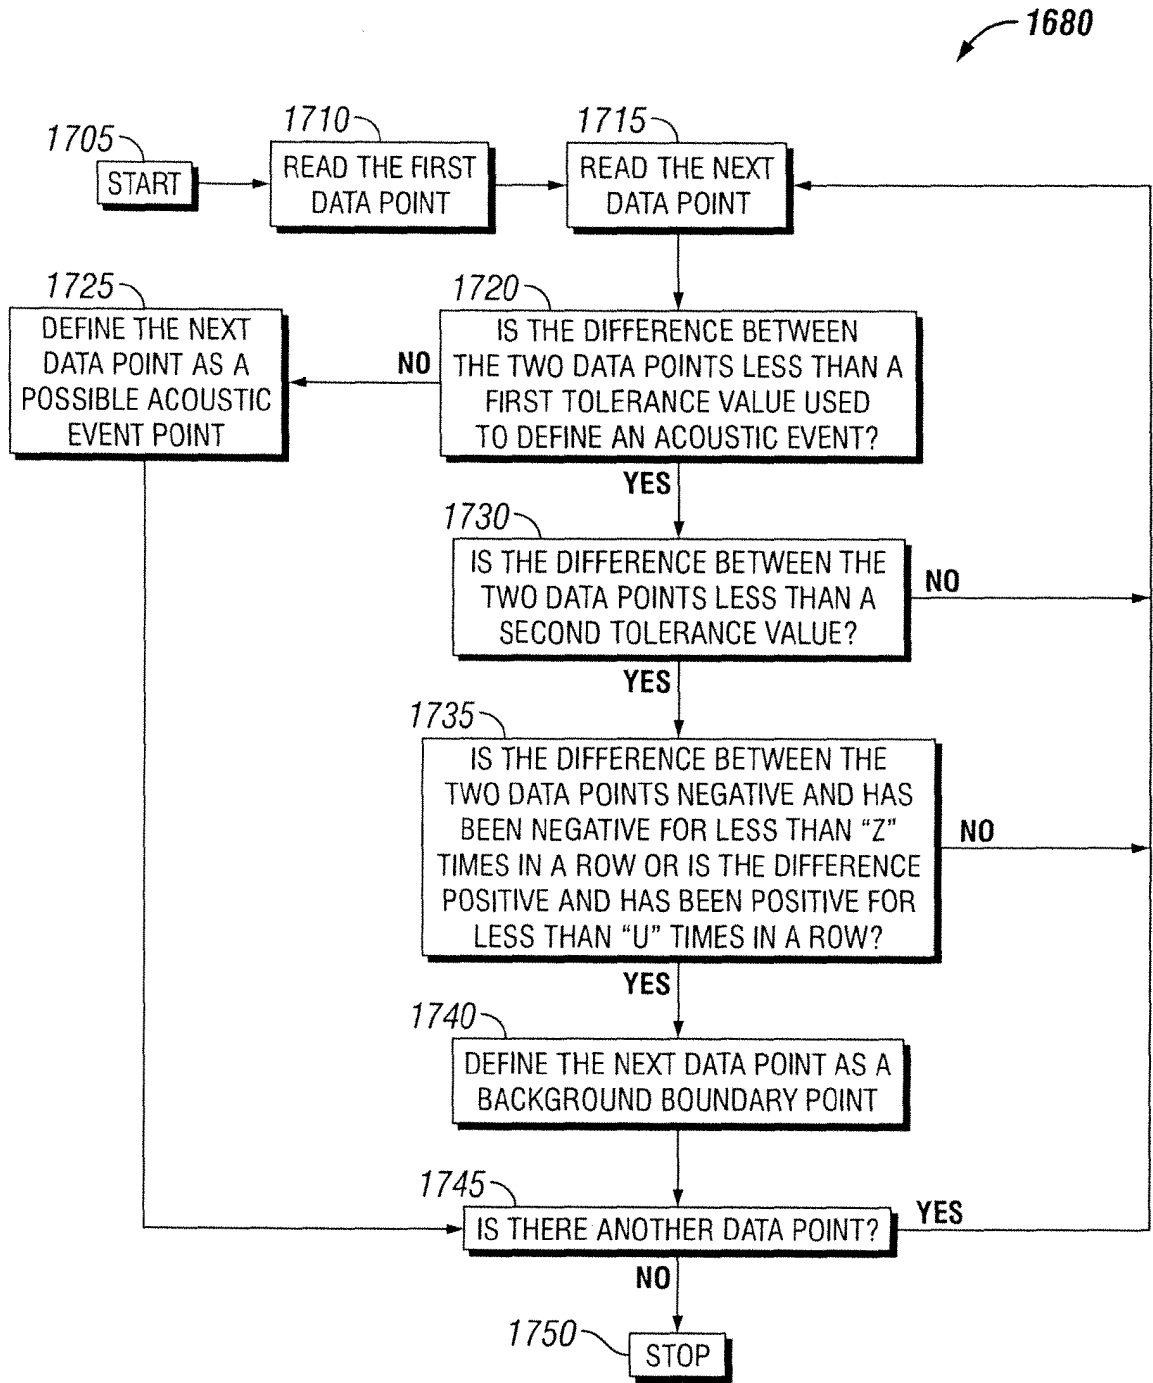 1680
1705
START
1710
READ THE FIRST
DATA POINT
1715
READ THE NEXT
DATA POINT
1720
IS THE DIFFERENCE BETWEEN
THE TWO DATA POINTS LESS THAN A
FIRST TOLERANCE VALUE USED
TO DEFINE AN ACOUSTIC EVENT?
NO
1725
DEFINE THE NEXT
DATA POINT AS A
POSSIBLE ACOUSTIC
EVENT POINT
YES
1730
IS THE DIFFERENCE BETWEEN THE
TWO DATA POINTS LESS THAN A
SECOND TOLERANCE VALUE?
NO
YES
1735
IS THE DIFFERENCE BETWEEN THE
TWO DATA POINTS NEGATIVE AND HAS
BEEN NEGATIVE FOR LESS THAN "Z"
TIMES IN A ROW OR IS THE DIFFERENCE
POSITIVE AND HAS BEEN POSITIVE FOR
LESS THAN "U" TIMES IN A ROW?
NO
YES
1740
DEFINE THE NEXT DATA POINT AS A
BACKGROUND BOUNDARY POINT
1745
IS THERE ANOTHER DATA POINT?
YES
NO
1750
STOP